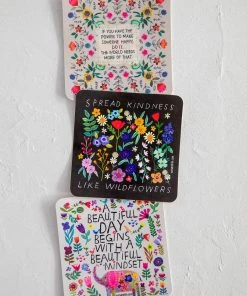 IF YOU HAVE THE
POWER TO MAKE
SOMEONE HAPPY
DO IT.
THE WORLD NEEDS
MORE OF THAT
SPREAD KINDNESS
LIKE WILDFLOWERS
A
BEAUTIFUL
DAY
BEGINS
WITH A
BEAUTIFUL
MINDSET